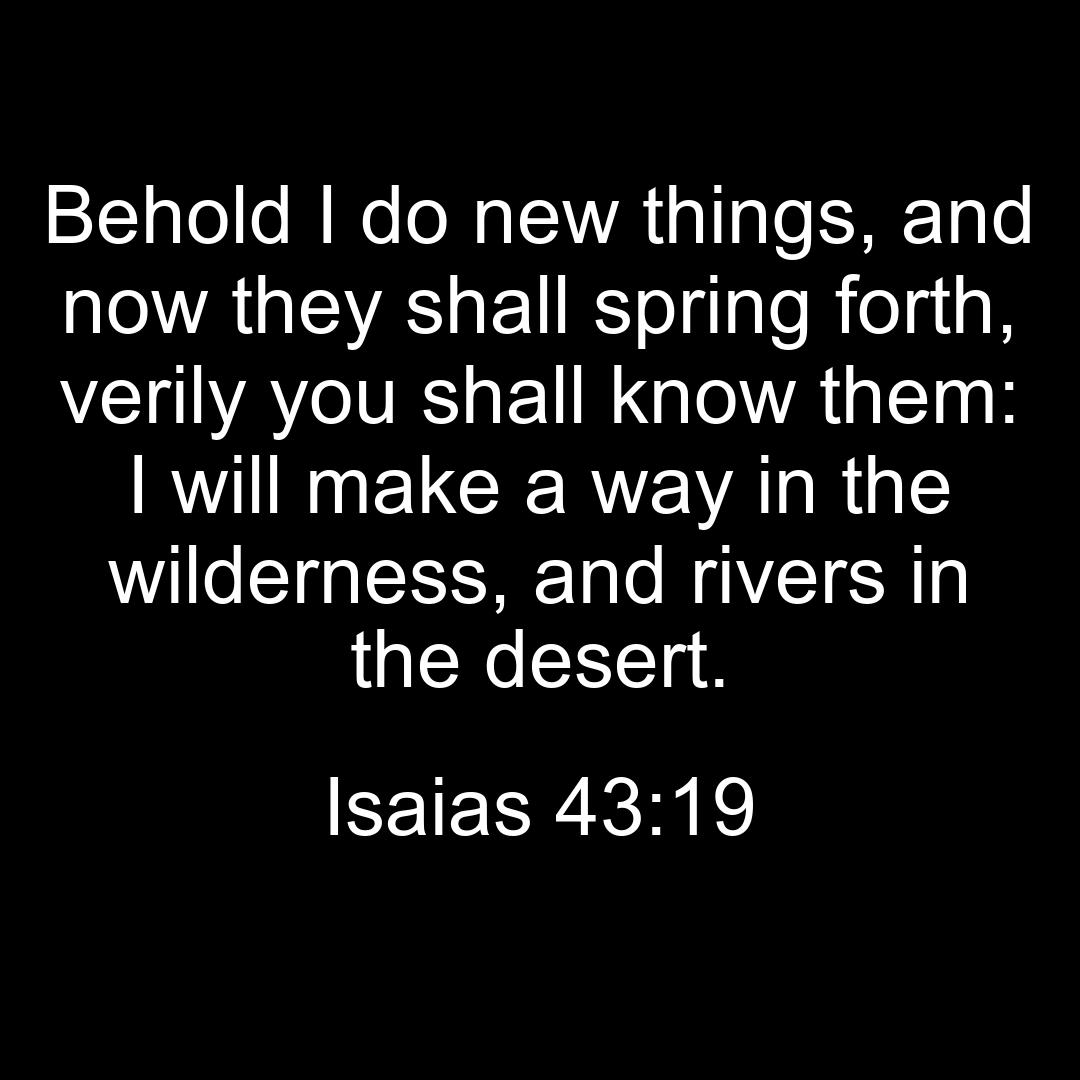 Behold I do new things, and
now they shall spring forth,
verily you shall know them:
I will make a way in the
wilderness, and rivers in
the desert.
Isaias 43:19